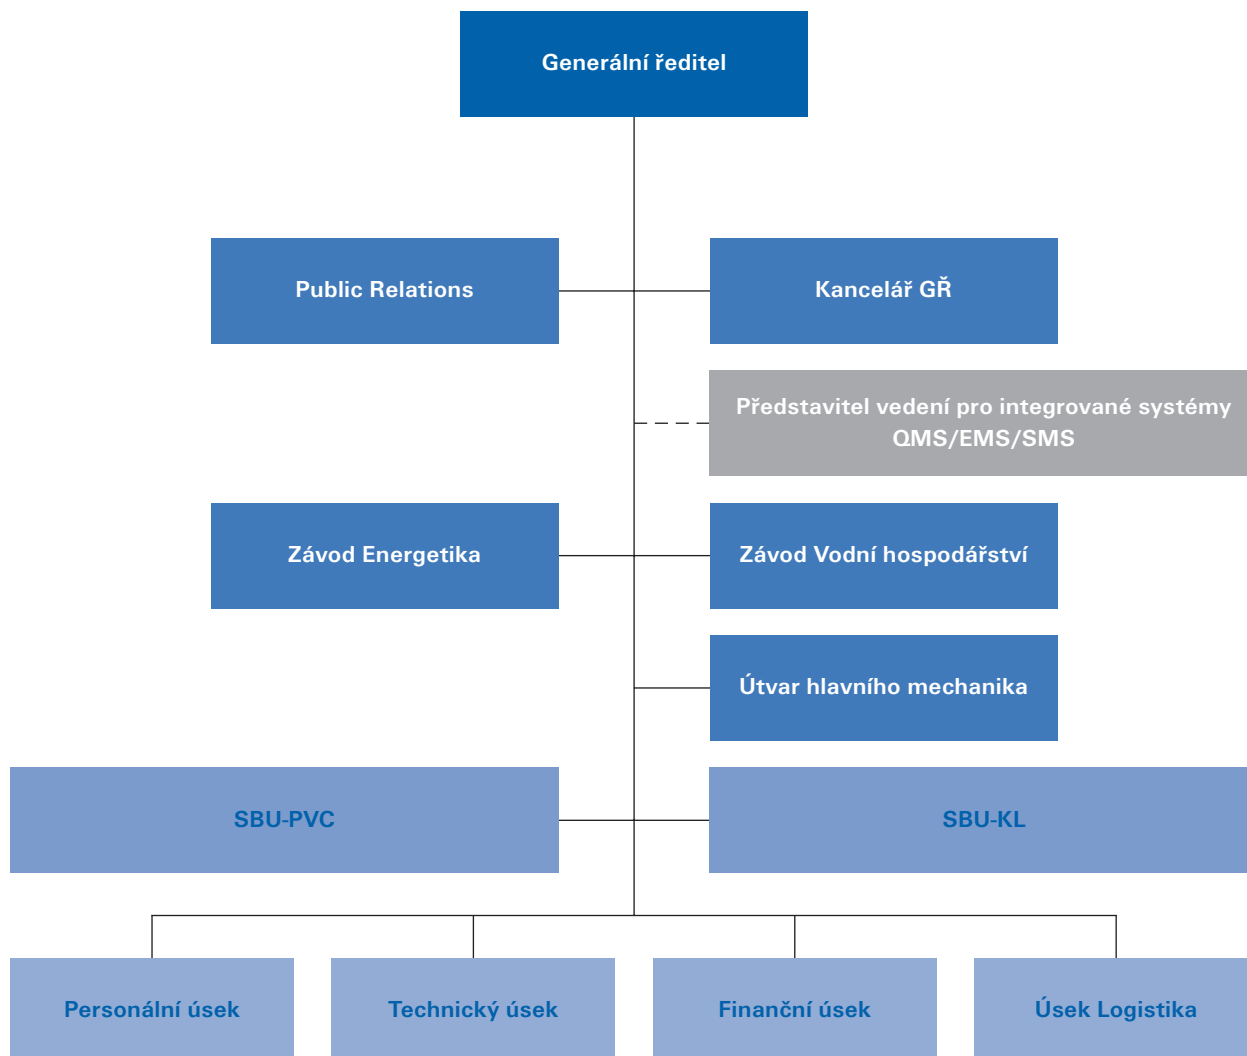 Generální ředitel
Public Relations
Kancelář GŘ
Představitel vedení pro integrované systémy
QMS/EMS/SMS
Závod Energetika
Závod Vodní hospodářství
Útvar hlavního mechanika
SBU-PVC
SBU-KL
Personální úsek
Technický úsek
Finanční úsek
Úsek Logistika